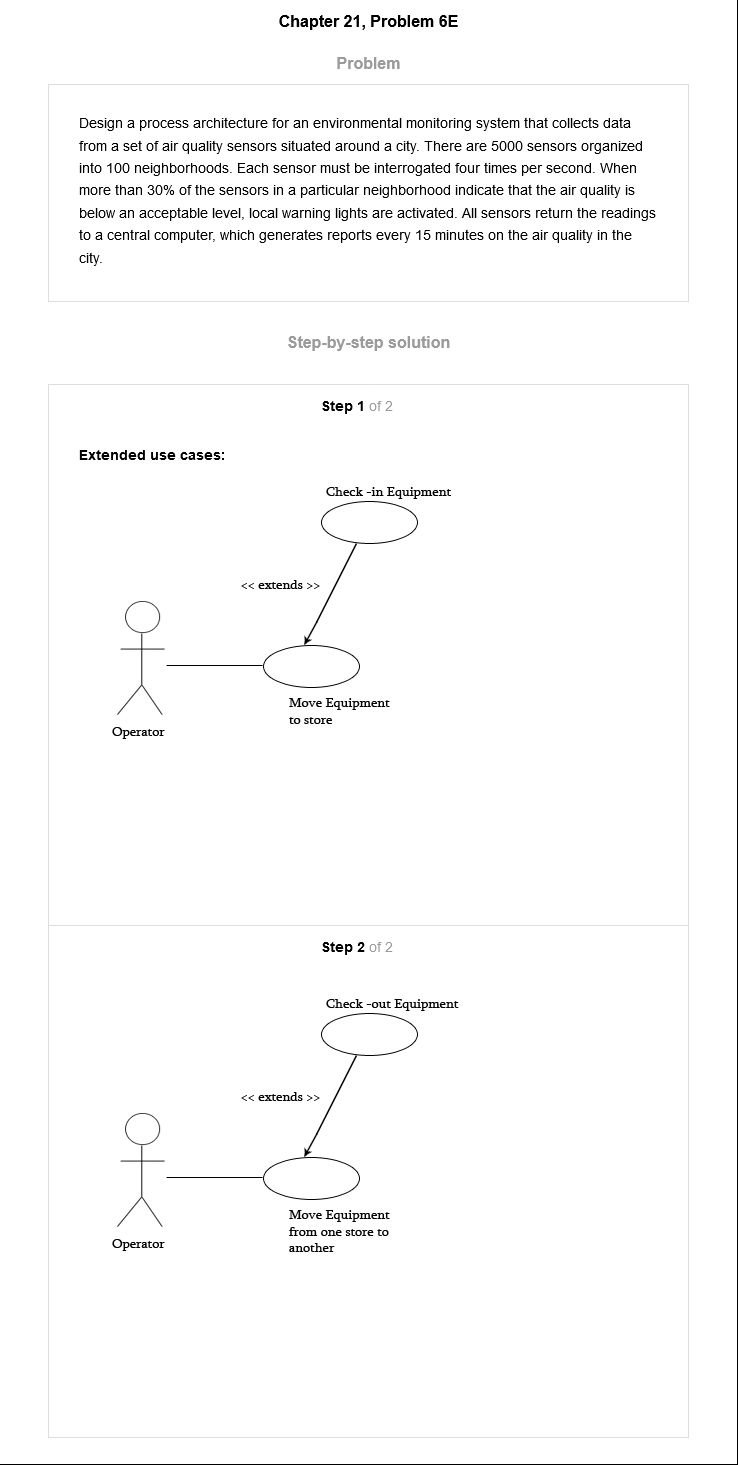 Chapter 21, Problem 6E
Problem
Design a process architecture for an environmental monitoring system that collects data
from a set of air quality sensors situated around a city. There are 5000 sensors organized
into 100 neighborhoods. Each sensor must be interrogated four times per second. When
more than 30% of the sensors in a particular neighborhood indicate that the air quality is
below an acceptable level, local warning lights are activated. All sensors return the readings
to a central computer, which generates reports every 15 minutes on the air quality in the
city.
Step-by-step solution
Step 1 of 2
Extended use cases:
Check -in Equipment
<< extends >>
Move Equipment
to store
Operator
Step 2 of 2
Check -out Equipment
<< extends >>
Move Equipment
from one store to
another
Operator